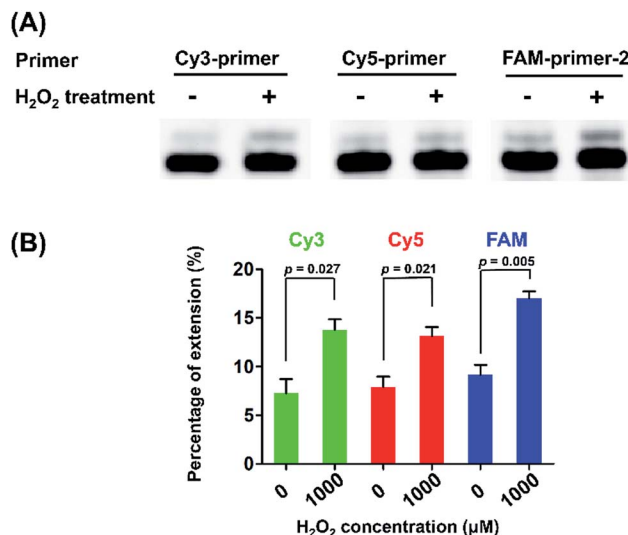 (A)
Primer Cy3-primer Cy5-primer FAM-primer-2
H₂O₂ treatment - + - + - +
(B)
Cy3 Cy5 FAM
p = 0.027 p = 0.021 p = 0.005
Percentage of extension (%)
20
15
10
5
0
0 1000 0 1000 0 1000
H₂O₂ concentration (μM)